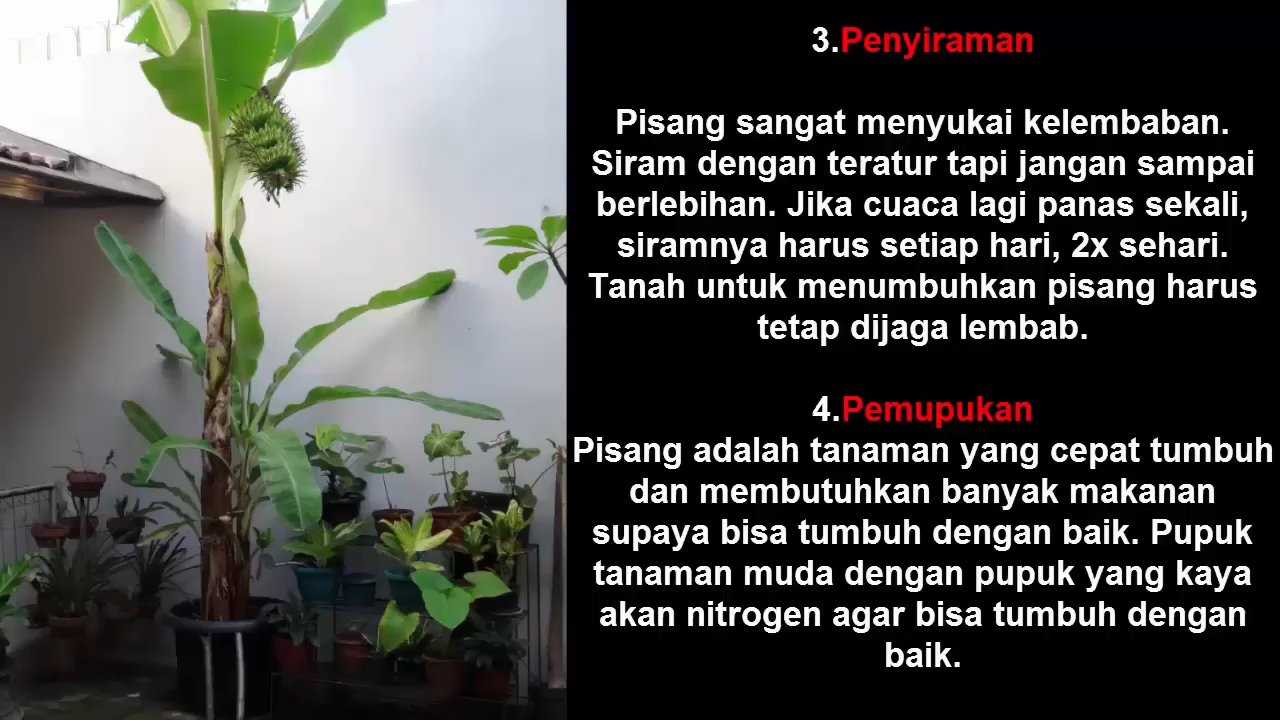 3.Penyiraman
Pisang sangat menyukai kelembaban.
Siram dengan teratur tapi jangan sampai
berlebihan. Jika cuaca lagi panas sekali,
siramnya harus setiap hari, 2x sehari.
Tanah untuk menumbuhkan pisang harus
tetap dijaga lembab.
4.Pemupukan
Pisang adalah tanaman yang cepat tumbuh
dan membutuhkan banyak makanan
supaya bisa tumbuh dengan baik. Pupuk
tanaman muda dengan pupuk yang kaya
akan nitrogen agar bisa tumbuh dengan
baik.